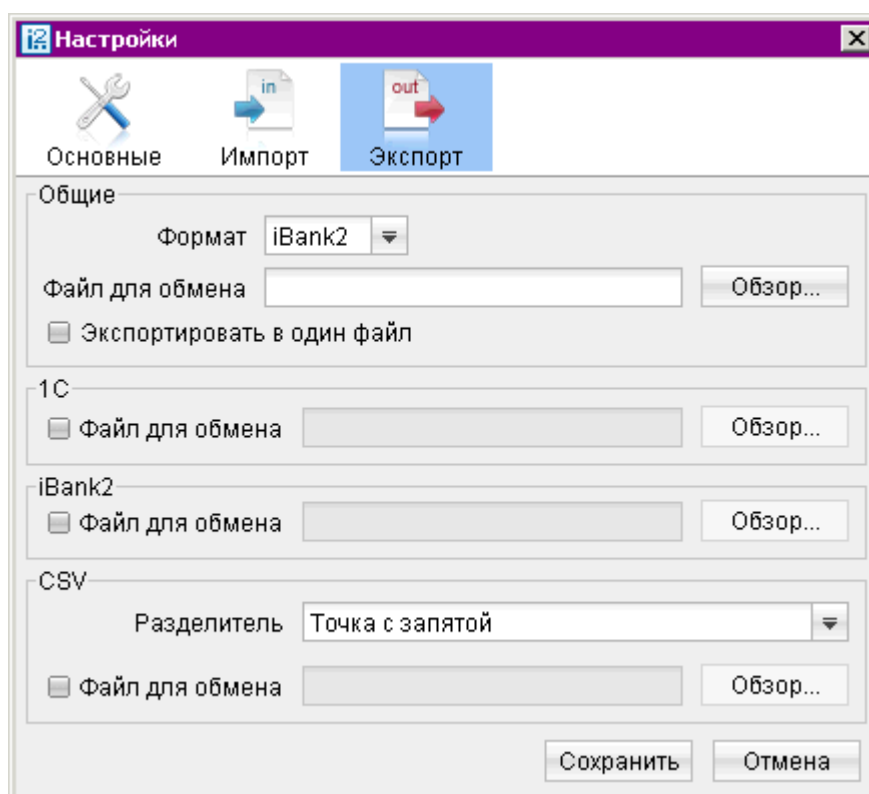 Настройки
in
out
Основные Импорт Экспорт
Общие
Формат iBank2
Файл для обмена Обзор...
Экспортировать в один файл
1С
Файл для обмена Обзор...
iBank2
Файл для обмена Обзор...
CSV
Разделитель Точка с запятой
Файл для обмена Обзор...
Сохранить Отмена